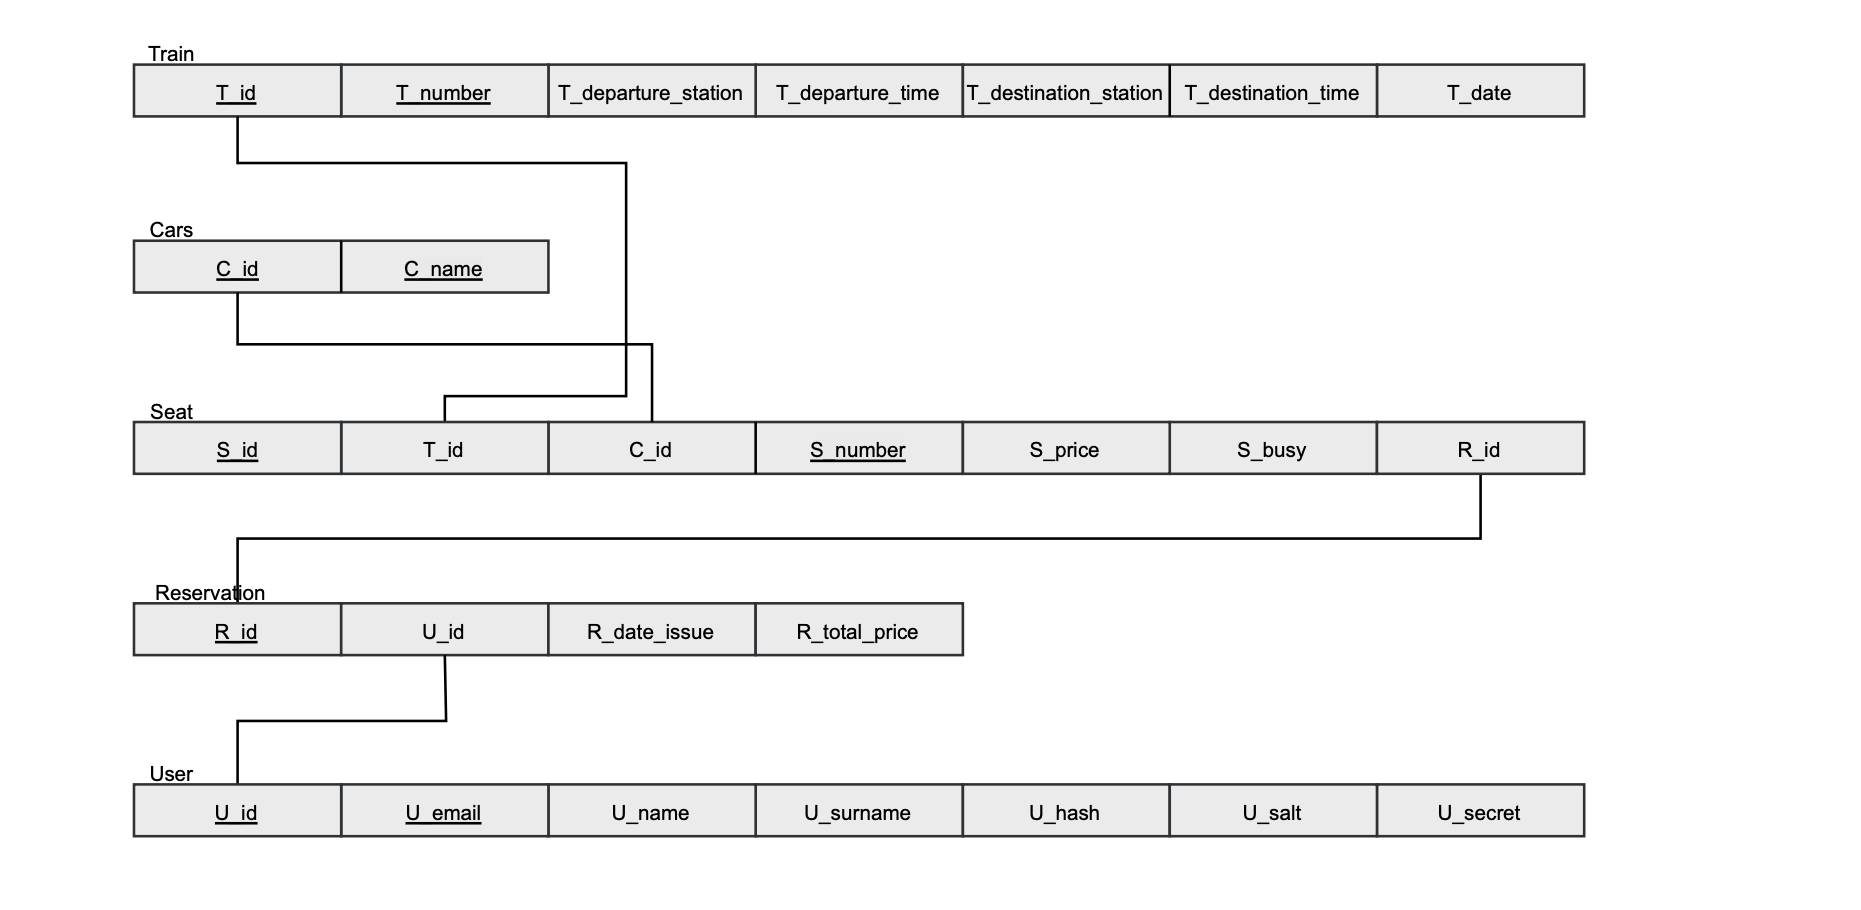 Train
T_id T_number T_departure_station T_departure_time T_destination_station T_destination_time T_date
Cars
C_id C_name
Seat
S_id T_id C_id S_number S_price S_busy R_id
Reservation
R_id U_id R_date_issue R_total_price
User
U_id U_email U_name U_surname U_hash U_salt U_secret